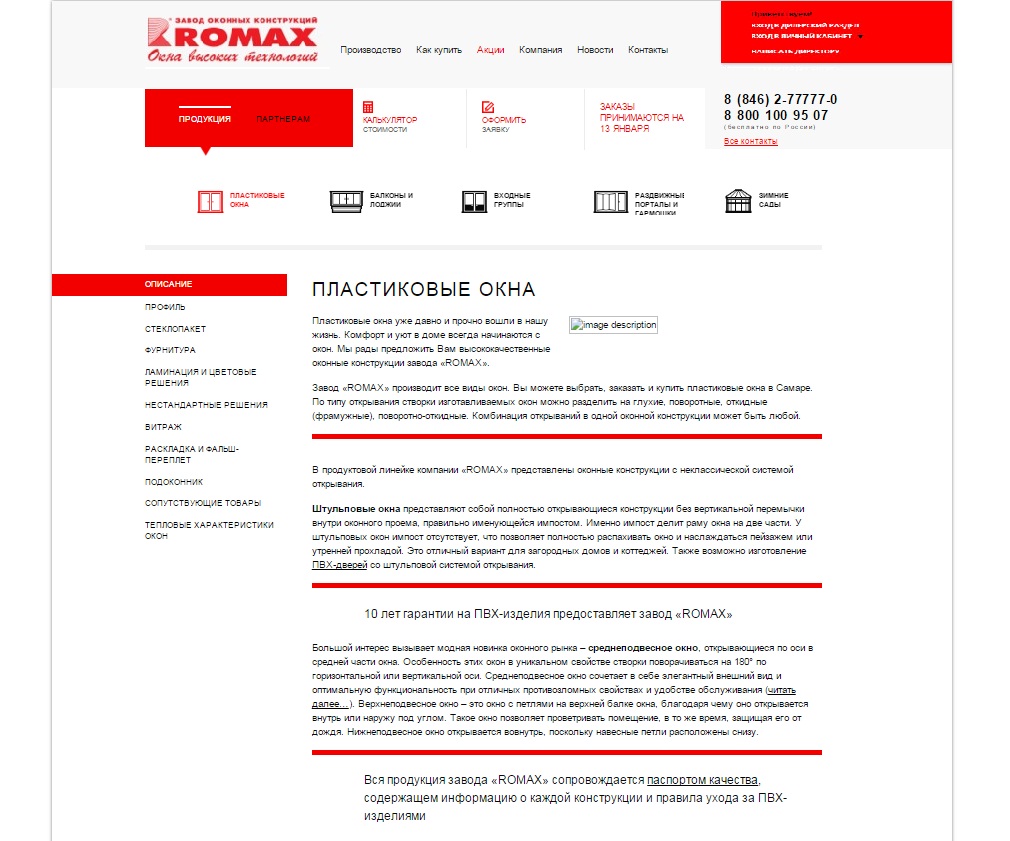 ЗАВОД ОКОННЫХ КОНСТРУКЦИЙ
ROMAX
Окна высоких технологий
Производство Как купить Акции Компания Новости Контакты
ВХОД В ДИЛЕРСКИЙ РАЗДЕЛ
ВХОД В ЛИЧНЫЙ КАБИНЕТ
НАПИСАТЬ ДИРЕКТОРУ
ПРОДУКЦИЯ ПАРТНЕРАМ
КАЛЬКУЛЯТОР
СТОИМОСТИ
ОФОРМИТЬ
ЗАЯВКУ
ЗАКАЗЫ
ПРИНИМАЮТСЯ НА
13 ЯНВАРЯ
8 (846) 2-77777-0
8 800 100 95 07
(бесплатно по России)
Все контакты
ПЛАСТИКОВЫЕ
ОКНА
БАЛКОНЫ И
ЛОДЖИИ
ВХОДНЫЕ
ГРУППЫ
РАЗДВИЖНЫЕ
ПОРТАЛЫ И
ГАРМОШКИ
ЗИМНИЕ
САДЫ
ОПИСАНИЕ
ПРОФИЛЬ
СТЕКЛОПАКЕТ
ФУРНИТУРА
ЛАМИНАЦИЯ И ЦВЕТОВЫЕ
РЕШЕНИЯ
НЕСТАНДАРТНЫЕ РЕШЕНИЯ
ВИТРАЖ
РАСКЛАДКА И ФАЛЬШ-
ПЕРЕПЛЕТ
ПОДОКОННИК
СОПУТСТВУЮЩИЕ ТОВАРЫ
ТЕПЛОВЫЕ ХАРАКТЕРИСТИКИ
ОКОН
ПЛАСТИКОВЫЕ ОКНА
Пластиковые окна уже давно и прочно вошли в нашу
жизнь. Комфорт и уют в доме всегда начинаются с
окон. Мы рады предложить Вам высококачественные
оконные конструкции завода «ROMAX».
image description
Завод «ROMAX» производит все виды окон. Вы можете выбрать, заказать и купить пластиковые окна в Самаре.
По типу открывания створки изготавливаемых окон можно разделить на глухие, поворотные, откидные
(фрамужные), поворотно-откидные. Комбинация открываний в одной оконной конструкции может быть любой.
В продуктовой линейке компании «ROMAX» представлены оконные конструкции с неклассической системой
открывания.
Штульповые окна представляют собой полностью открывающиеся конструкции без вертикальной перемычки
внутри оконного проема, правильно именующейся импостом. Именно импост делит раму окна на две части. У
штульповых окон импост отсутствует, что позволяет полностью распахивать окно и наслаждаться пейзажем или
утренней прохладой. Это отличный вариант для загородных домов и коттеджей. Также возможно изготовление
ПВХ-дверей со штульповой системой открывания.
10 лет гарантии на ПВХ-изделия предоставляет завод «ROMAX»
Большой интерес вызывает модная новинка оконного рынка – среднеподвесное окно, открывающиеся по оси в
средней части окна. Особенность этих окон в уникальном свойстве створки поворачиваться на 180° по
горизонтальной или вертикальной оси. Среднеподвесное окно сочетает в себе элегантный внешний вид и
оптимальную функциональность при отличных противозломных свойствах и удобстве обслуживания (читать
далее...). Верхнеподвесное окно – это окно с петлями на верхней балке окна, благодаря чему оно открывается
внутрь или наружу под углом. Такое окно позволяет проветривать помещение, в то же время, защищая его от
дождя. Нижнеподвесное окно открывается вовнутрь, поскольку навесные петли расположены снизу.
Вся продукция завода «ROMAX» сопровождается паспортом качества,
содержащем информацию о каждой конструкции и правила ухода за ПВХ-
изделиями